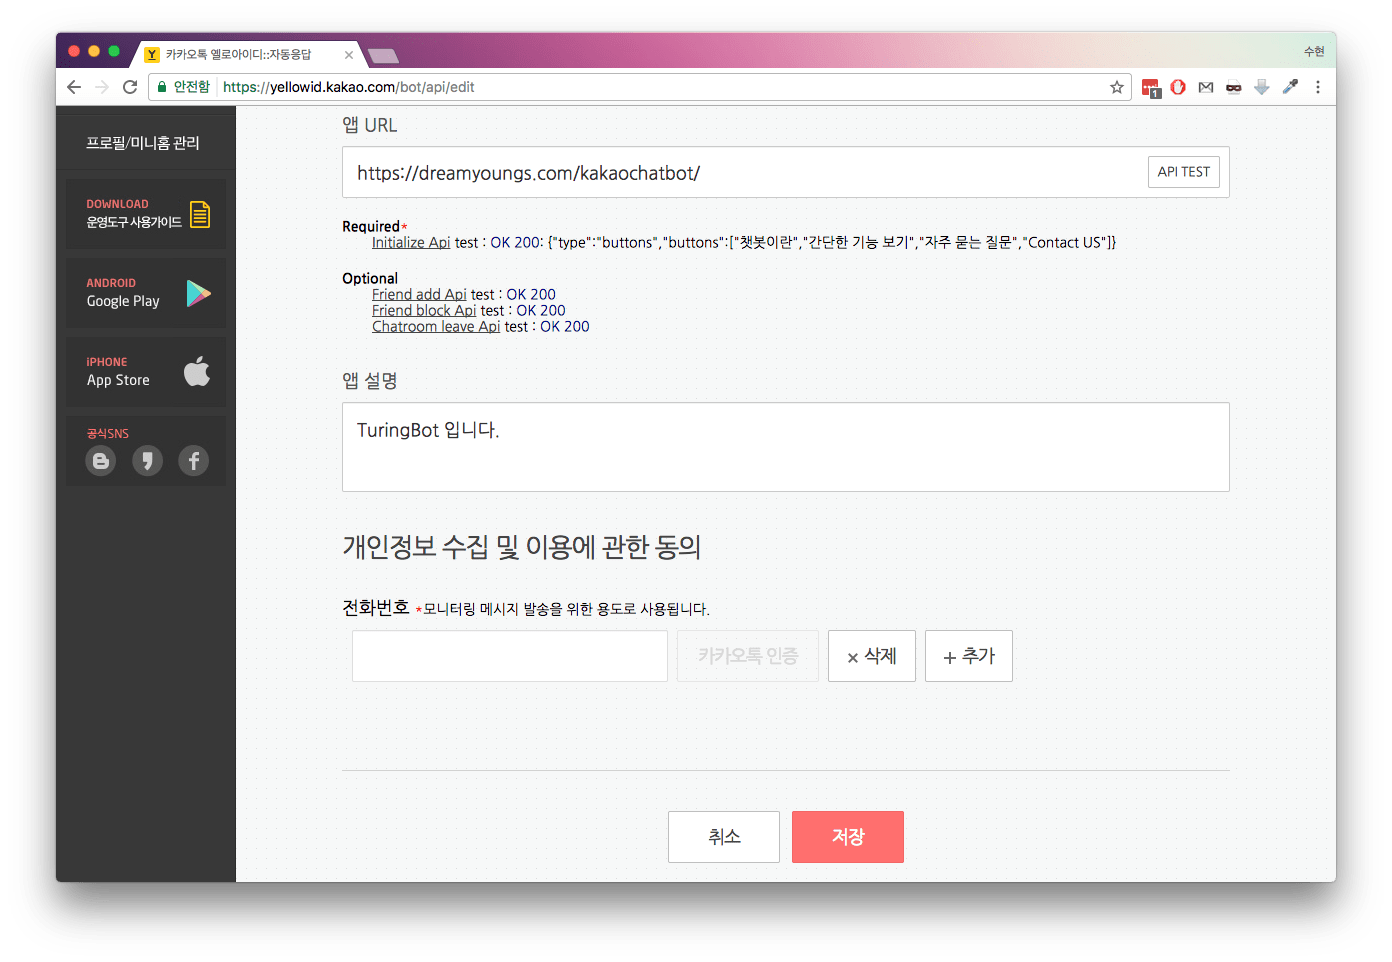 카카오톡 옐로아이디::자동응답
수현
안전함 https://yellowid.kakao.com/bot/api/edit
1
프로필/미니홈 관리
DOWNLOAD
운영도구 사용가이드
ANDROID
Google Play
iPHONE
App Store
공식SNS
앱 URL
https://dreamyoungs.com/kakaochatbot/
API TEST
Required*
Initialize Api test : OK 200: {"type":"buttons","buttons":["챗봇이란","간단한 기능 보기","자주 묻는 질문","Contact US"]}
Optional
Friend add Api test : OK 200
Friend block Api test : OK 200
Chatroom leave Api test : OK 200
앱 설명
TuringBot 입니다.
개인정보 수집 및 이용에 관한 동의
전화번호 *모니터링 메시지 발송을 위한 용도로 사용됩니다.
카카오톡 인증
× 삭제
+ 추가
취소
저장